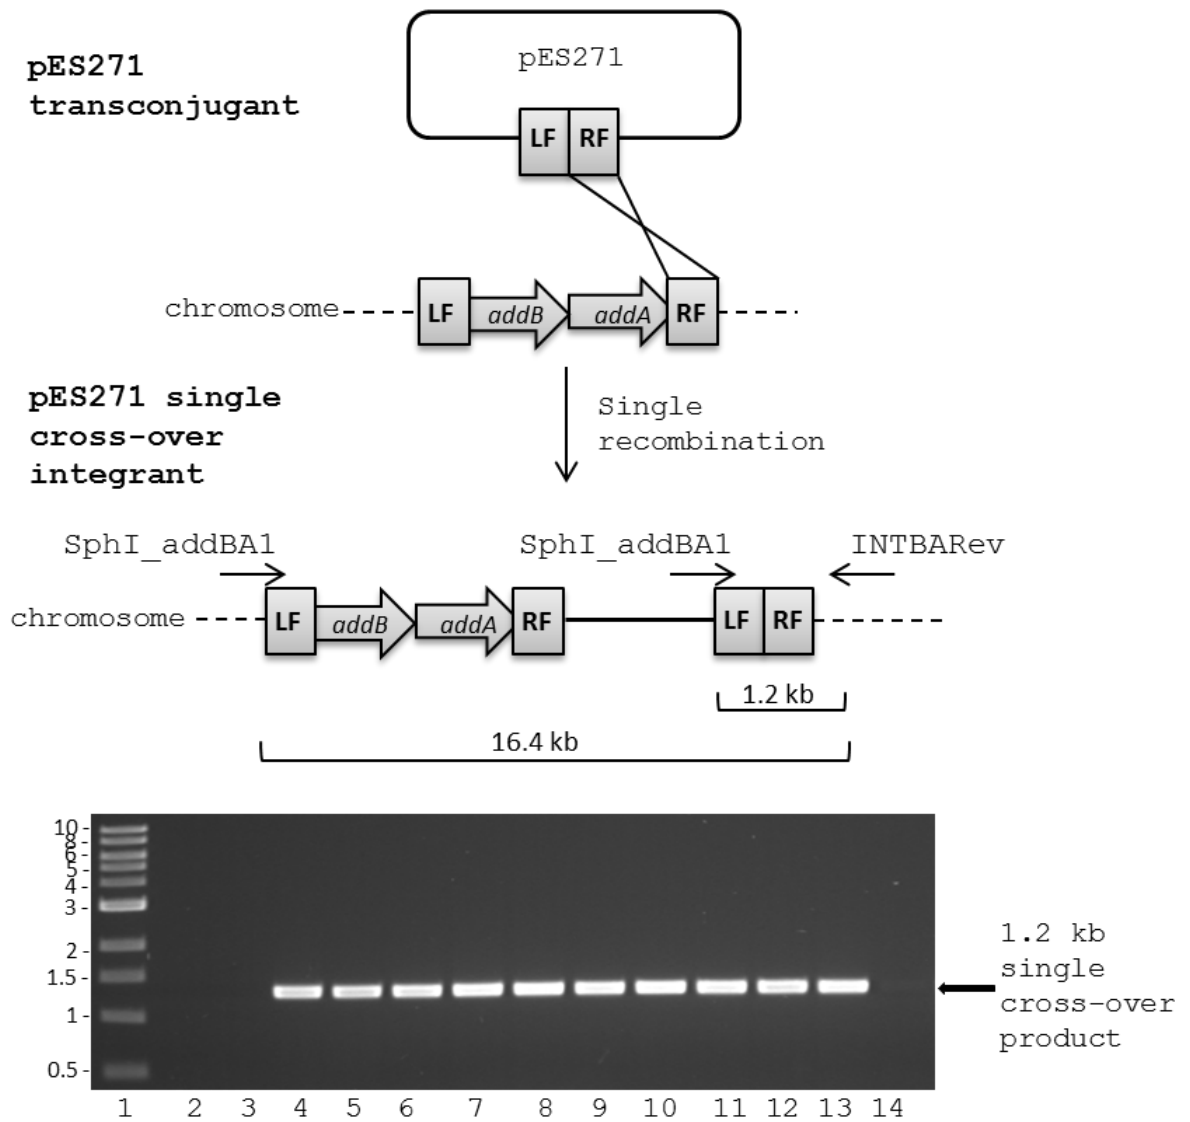 pES271
transconjugant
pES271
LF RF
chromosome LF addB addA RF
pES271 single
cross-over
integrant
Single
recombination
SphI_addBA1 SphI_addBA1 INTBARev
chromosome LF addB addA RF LF RF
1.2 kb
16.4 kb
10 -
8 -
6 -
5 -
4 -
3 -
2 -
1.5 -
1 -
0.5 -
1.2 kb
single
cross-over
product
1 2 3 4 5 6 7 8 9 10 11 12 13 14